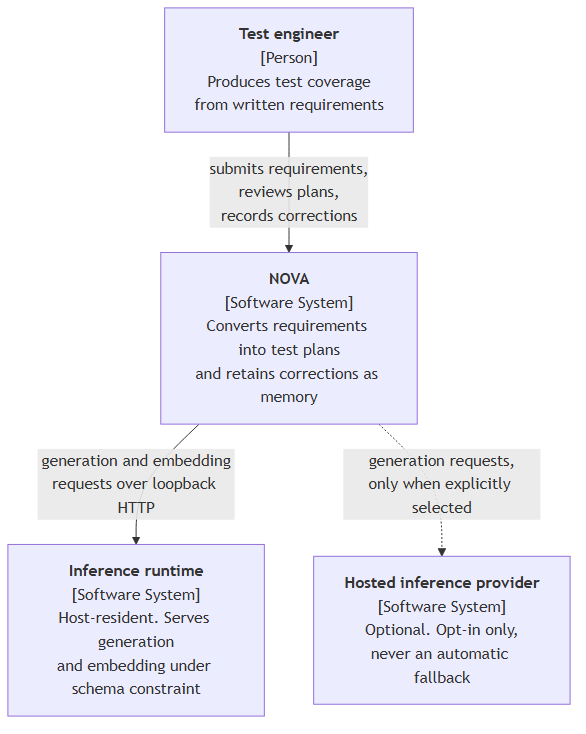 Test engineer
[Person]
Produces test coverage
from written requirements
submits requirements,
reviews plans,
records corrections
NOVA
[Software System]
Converts requirements
into test plans
and retains corrections as
memory
generation and embedding
requests over loopback
HTTP
generation requests,
only when explicitly
selected
Inference runtime
[Software System]
Host-resident. Serves
generation
and embedding under
schema constraint
Hosted inference provider
[Software System]
Optional. Opt-in only,
never an automatic
fallback